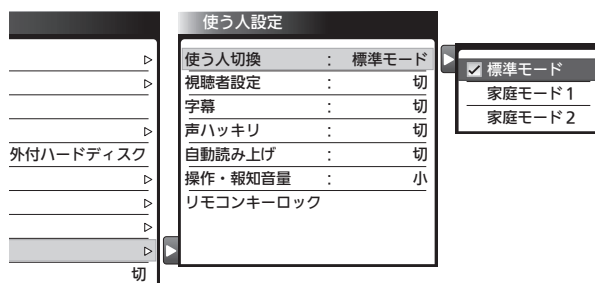 外付ハードディスク
切
使う人設定
使う人切換 : 標準モード
視聴者設定 : 切
字幕 : 切
声ハッキリ : 切
自動読み上げ : 切
操作・報知音量 : 小
リモコンキーロック
標準モード
家庭モード1
家庭モード2